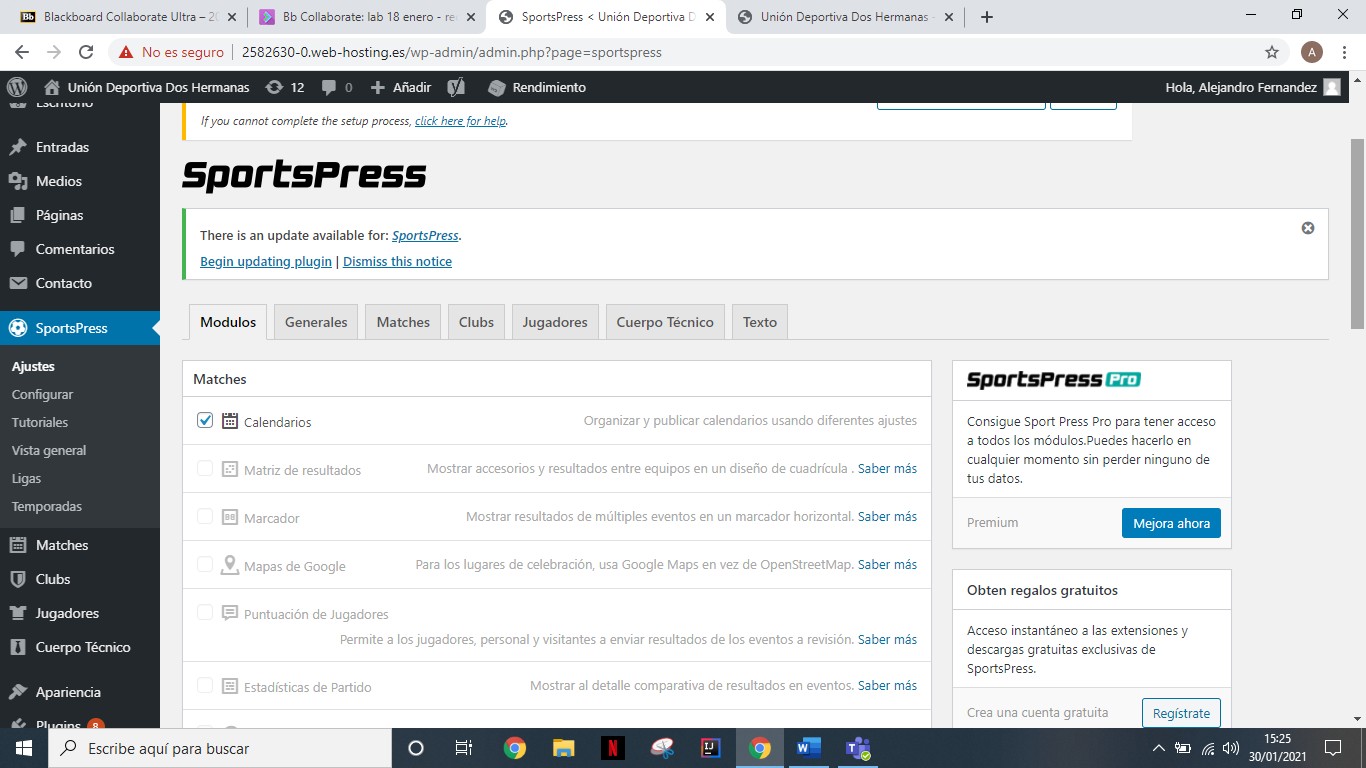 Bb Blackboard Collaborate Ultra – 20
Bb Collaborate: lab 18 enero - re
SportsPress < Unión Deportiva D
Unión Deportiva Dos Hermanas -
No es seguro | 2582630-0.web-hosting.es/wp-admin/admin.php?page=sportspress
A
Unión Deportiva Dos Hermanas 12 0 Añadir Rendimiento Hola, Alejandro Fernandez
Escritorio
Entradas
Medios
Páginas
Comentarios
Contacto
SportsPress
Ajustes
Configurar
Tutoriales
Vista general
Ligas
Temporadas
Matches
Clubs
Jugadores
Cuerpo Técnico
Apariencia
Plugins 8
If you cannot complete the setup process, click here for help.
SportsPress
There is an update available for: SportsPress.
Begin updating plugin | Dismiss this notice
Modulos Generales Matches Clubs Jugadores Cuerpo Técnico Texto
Matches
Calendarios Organizar y publicar calendarios usando diferentes ajustes
Matriz de resultados Mostrar accesorios y resultados entre equipos en un diseño de cuadrícula . Saber más
Marcador Mostrar resultados de múltiples eventos en un marcador horizontal. Saber más
Mapas de Google Para los lugares de celebración, usa Google Maps en vez de OpenStreetMap. Saber más
Puntuación de Jugadores
Permite a los jugadores, personal y visitantes a enviar resultados de los eventos a revisión. Saber más
Estadísticas de Partido Mostrar al detalle comparativa de resultados en eventos. Saber más
SportsPress Pro
Consigue Sport Press Pro para tener acceso
a todos los módulos.Puedes hacerlo en
cualquier momento sin perder ninguno de
tus datos.
Premium Mejora ahora
Obten regalos gratuitos
Acceso instantáneo a las extensiones y
descargas gratuitas exclusivas de
SportsPress.
Crea una cuenta gratuita Regístrate
Escribe aquí para buscar
15:25
30/01/2021